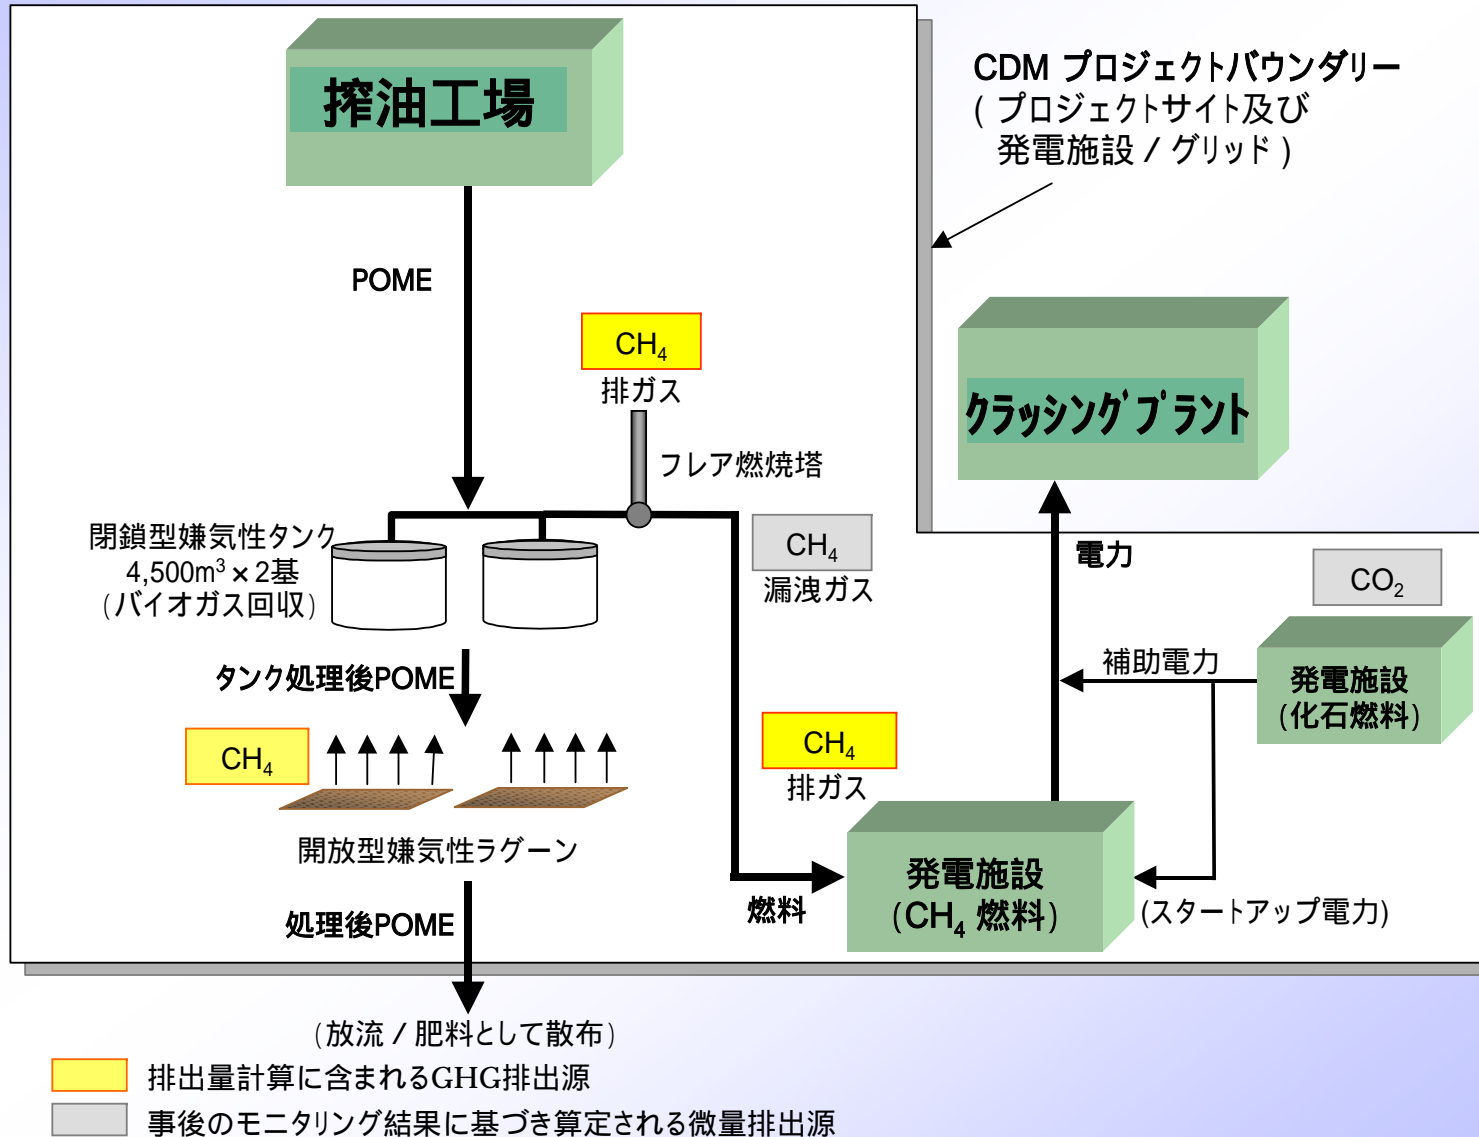 搾油工場
CDM プロジェクトバウンダリー
( プロジェクトサイト及び
発電施設 / グリッド )
POME
CH₄
排ガス
フレア燃焼塔
クラッシングプラント
閉鎖型嫌気性タンク
4,500m³ × 2基
(バイオガス回収)
CH₄
漏洩ガス
電力
CO₂
タンク処理後POME
補助電力
発電施設
(化石燃料)
CH₄
CH₄
排ガス
開放型嫌気性ラグーン
発電施設
(CH₄ 燃料)
燃料
(スタートアップ電力)
処理後POME
(放流 / 肥料として散布)
排出量計算に含まれるGHG排出源
事後のモニタリング結果に基づき算定される微量排出源